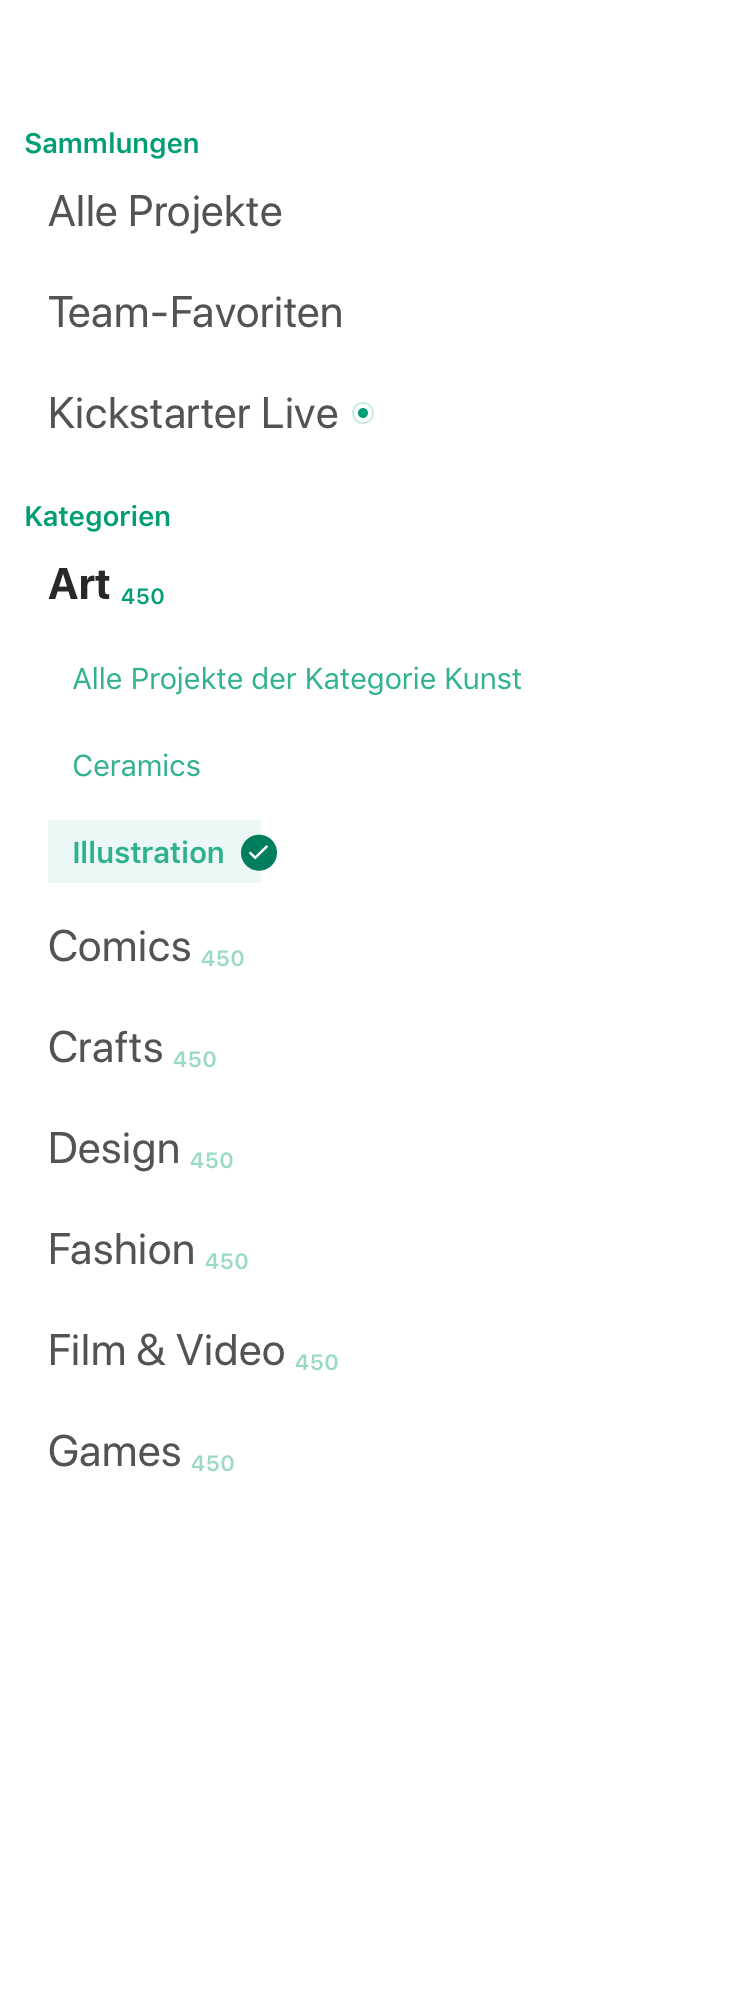 Sammlungen
Alle Projekte
Team-Favoriten
Kickstarter Live
Kategorien
Art 450
Alle Projekte der Kategorie Kunst
Ceramics
Illustration
Comics 450
Crafts 450
Design 450
Fashion 450
Film & Video 450
Games 450